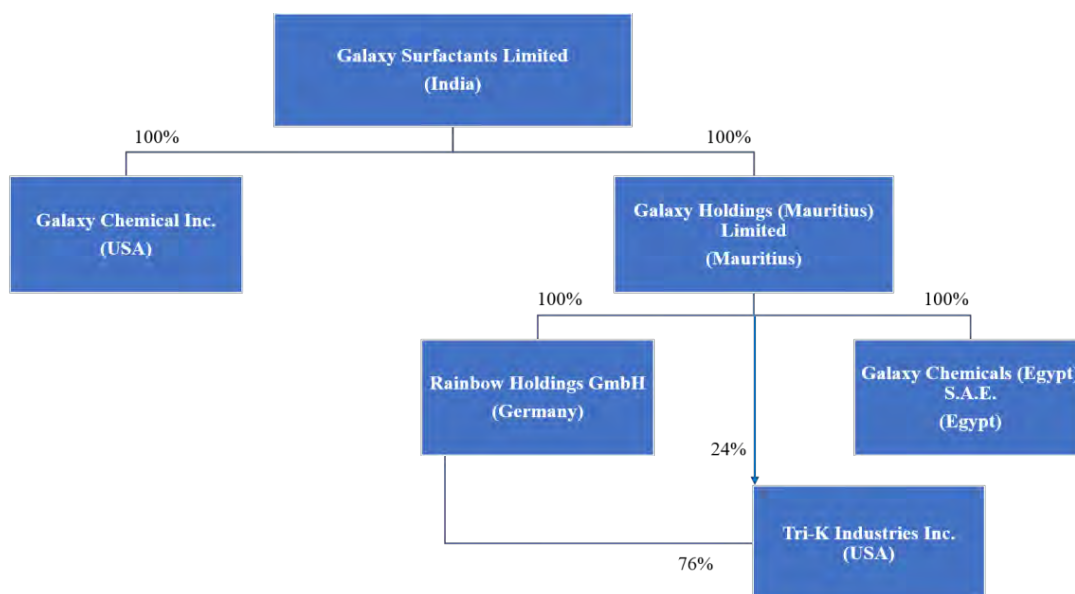 Galaxy Surfactants Limited
(India)
100%
100%
Galaxy Chemical Inc.
(USA)
Galaxy Holdings (Mauritius)
Limited
(Mauritius)
100%
100%
Rainbow Holdings GmbH
(Germany)
Galaxy Chemicals (Egypt)
S.A.E.
(Egypt)
24%
Tri-K Industries Inc.
(USA)
76%